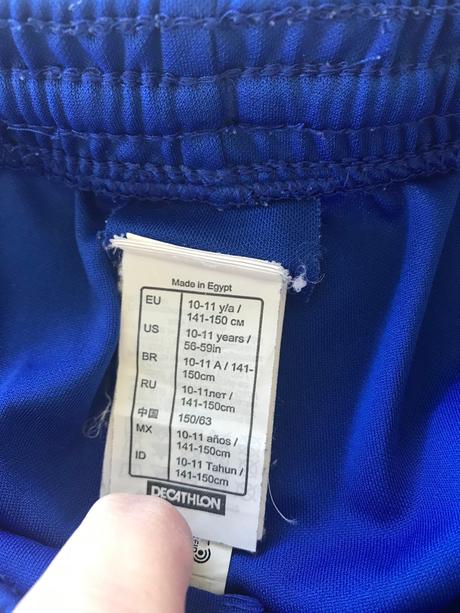 Made in Egypt
EU 10-11 y/a /
141-150 CM
US 10-11 years /
56-59in
BR 10-11 A / 141-
150cm
RU 10-11лет /
141-150cm
中国 150/63
MX 10-11 años /
141-150cm
ID 10-11 Tahun /
141-150cm
DECATHLON